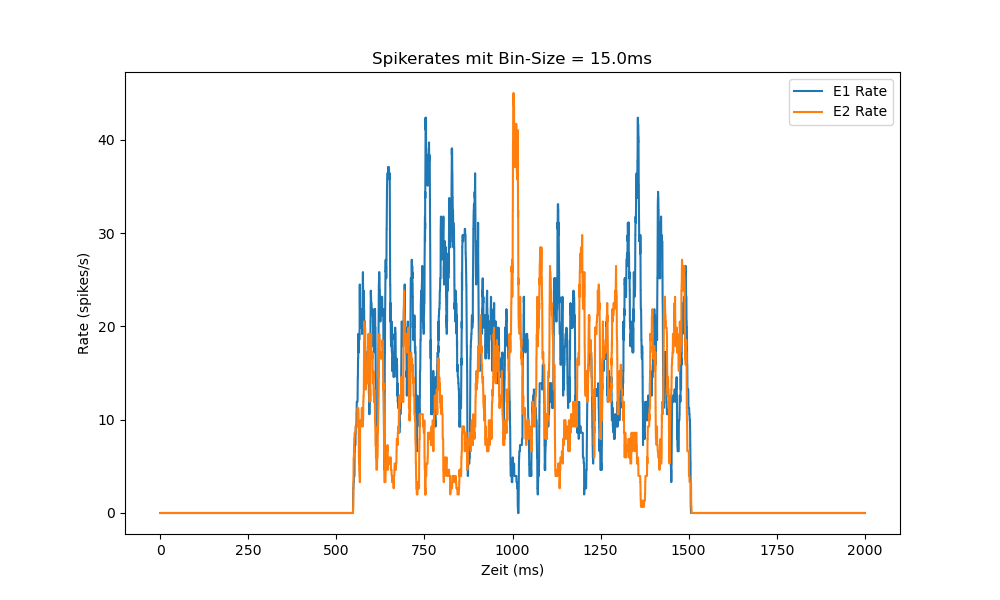 Spikerates mit Bin-Size = 15.0ms
E1 Rate
E2 Rate
Rate (spikes/s)
40
30
20
10
0
0 250 500 750 1000 1250 1500 1750 2000
Zeit (ms)